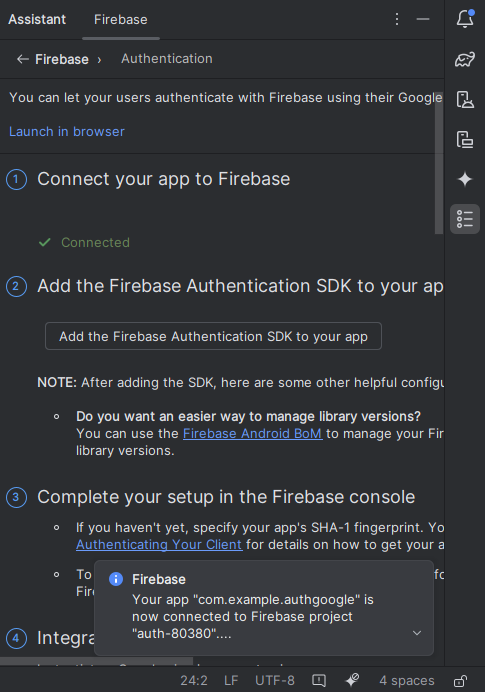 Assistant Firebase
Firebase › Authentication
You can let your users authenticate with Firebase using their Google
Launch in browser
1 Connect your app to Firebase
Connected
2 Add the Firebase Authentication SDK to your ap
Add the Firebase Authentication SDK to your app
NOTE: After adding the SDK, here are some other helpful configu
Do you want an easier way to manage library versions?
You can use the Firebase Android BoM to manage your Fir
library versions.
3 Complete your setup in the Firebase console
If you haven't yet, specify your app's SHA-1 fingerprint. Yo
Authenticating Your Client for details on how to get your a
To
Fire
Firebase
Your app "com.example.authgoogle" is
now connected to Firebase project
"auth-80380"....
4 Integra
24:2 LF UTF-8 4 spaces